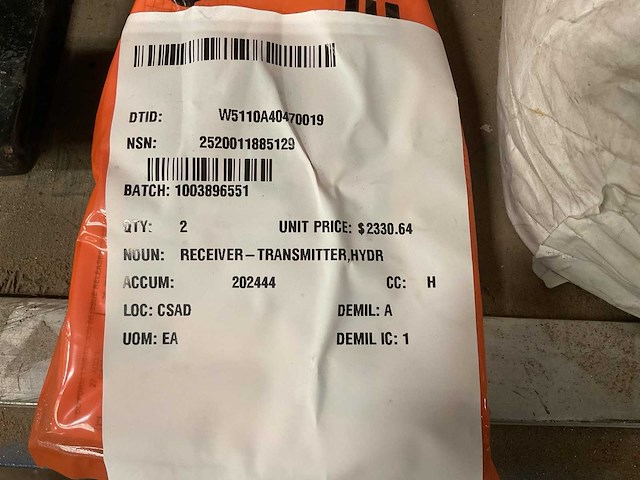 DTID: W5110A40470019
NSN: 2520011885129
BATCH: 1003896551
QTY: 2 UNIT PRICE: $2330.64
NOUN: RECEIVER-TRANSMITTER,HYDR
ACCUM: 202444 CC: H
LOC: CSAD DEMIL: A
UOM: EA DEMIL IC: 1